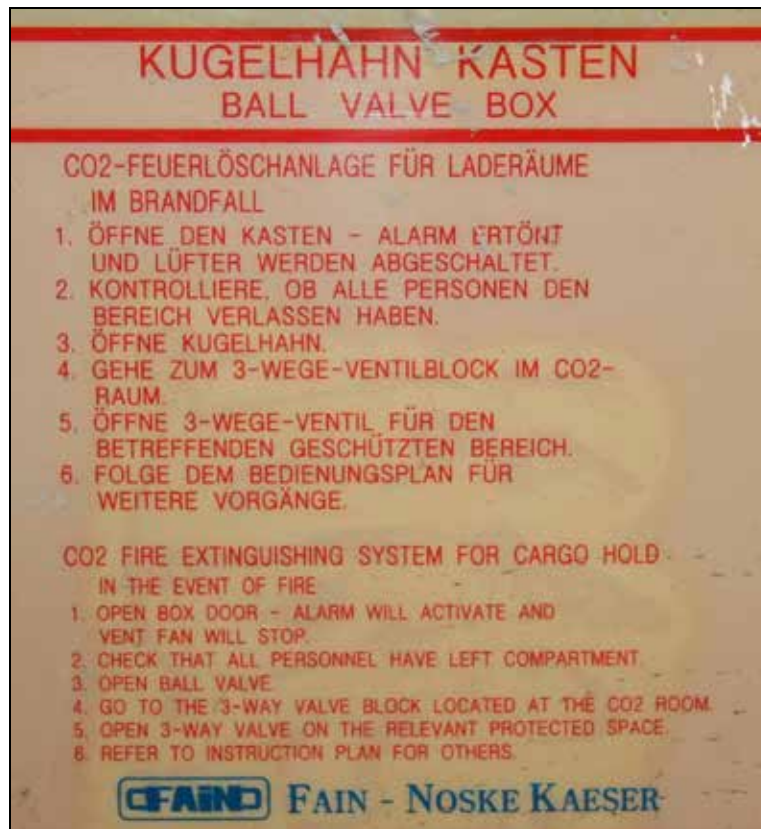 KUGELHAHN KASTEN
BALL VALVE BOX
CO2-FEUERLÖSCHANLAGE FÜR LADERÄUME
IM BRANDFALL
1. ÖFFNE DEN KASTEN - ALARM ERTÖNT
UND LÜFTER WERDEN ABGESCHALTET.
2. KONTROLLIERE, OB ALLE PERSONEN DEN
BEREICH VERLASSEN HABEN.
3. ÖFFNE KUGELHAHN.
4. GEHE ZUM 3-WEGE-VENTILBLOCK IM CO2-
RAUM.
5. ÖFFNE 3-WEGE-VENTIL FÜR DEN
BETREFFENDEN GESCHÜTZTEN BEREICH.
6. FOLGE DEM BEDIENUNGSPLAN FÜR
WEITERE VORGÄNGE.
CO2 FIRE EXTINGUISHING SYSTEM FOR CARGO HOLD
IN THE EVENT OF FIRE
1. OPEN BOX DOOR - ALARM WILL ACTIVATE AND
VENT FAN WILL STOP.
2. CHECK THAT ALL PERSONNEL HAVE LEFT COMPARTMENT.
3. OPEN BALL VALVE
4. GO TO THE 3-WAY VALVE BLOCK LOCATED AT THE CO2 ROOM.
5. OPEN 3-WAY VALVE ON THE RELEVANT PROTECTED SPACE.
6. REFER TO INSTRUCTION PLAN FOR OTHERS.
FAIN FAIN - NOSKE KAESER